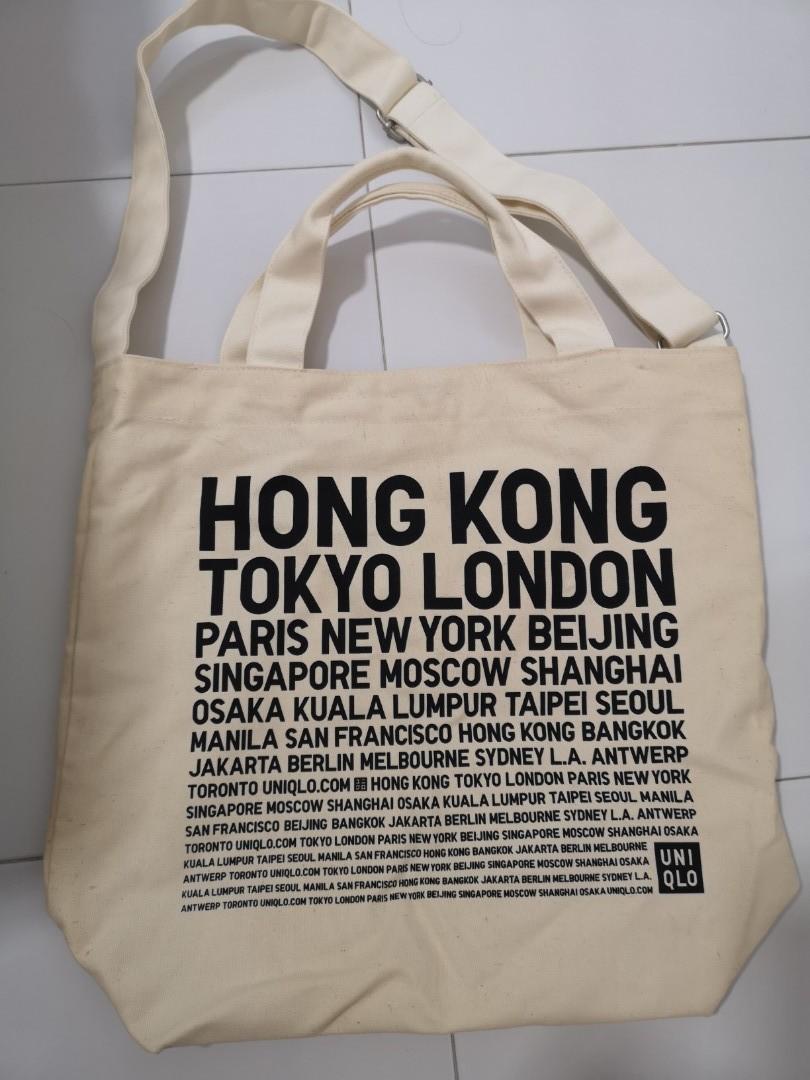 HONG KONG
TOKYO LONDON
PARIS NEW YORK BEIJING
SINGAPORE MOSCOW SHANGHAI
OSAKA KUALA LUMPUR TAIPEI SEOUL
MANILA SAN FRANCISCO HONG KONG BANGKOK
JAKARTA BERLIN MELBOURNE SYDNEY L.A. ANTWERP
TORONTO UNIQLO.COM HONG KONG TOKYO LONDON PARIS NEW YORK
SINGAPORE MOSCOW SHANGHAI OSAKA KUALA LUMPUR TAIPEI SEOUL MANILA
SAN FRANCISCO BEIJING BANGKOK JAKARTA BERLIN MELBOURNE SYDNEY L.A. ANTWERP
TORONTO UNIQLO.COM TOKYO LONDON PARIS NEW YORK BEIJING SINGAPORE MOSCOW SHANGHAI OSAKA
KUALA LUMPUR TAIPEI SEOUL MANILA SAN FRANCISCO HONG KONG BANGKOK JAKARTA BERLIN MELBOURNE
ANTWERP TORONTO UNIQLO.COM TOKYO LONDON PARIS NEW YORK BEIJING SINGAPORE MOSCOW SHANGHAI OSAKA
KUALA LUMPUR TAIPEI SEOUL MANILA SAN FRANCISCO HONG KONG BANGKOK JAKARTA BERLIN MELBOURNE SYDNEY L.A.
ANTWERP TORONTO UNIQLO.COM TOKYO LONDON PARIS NEW YORK BEIJING SINGAPORE MOSCOW SHANGHAI OSAKA UNIQLO.COM
UNI
QLO